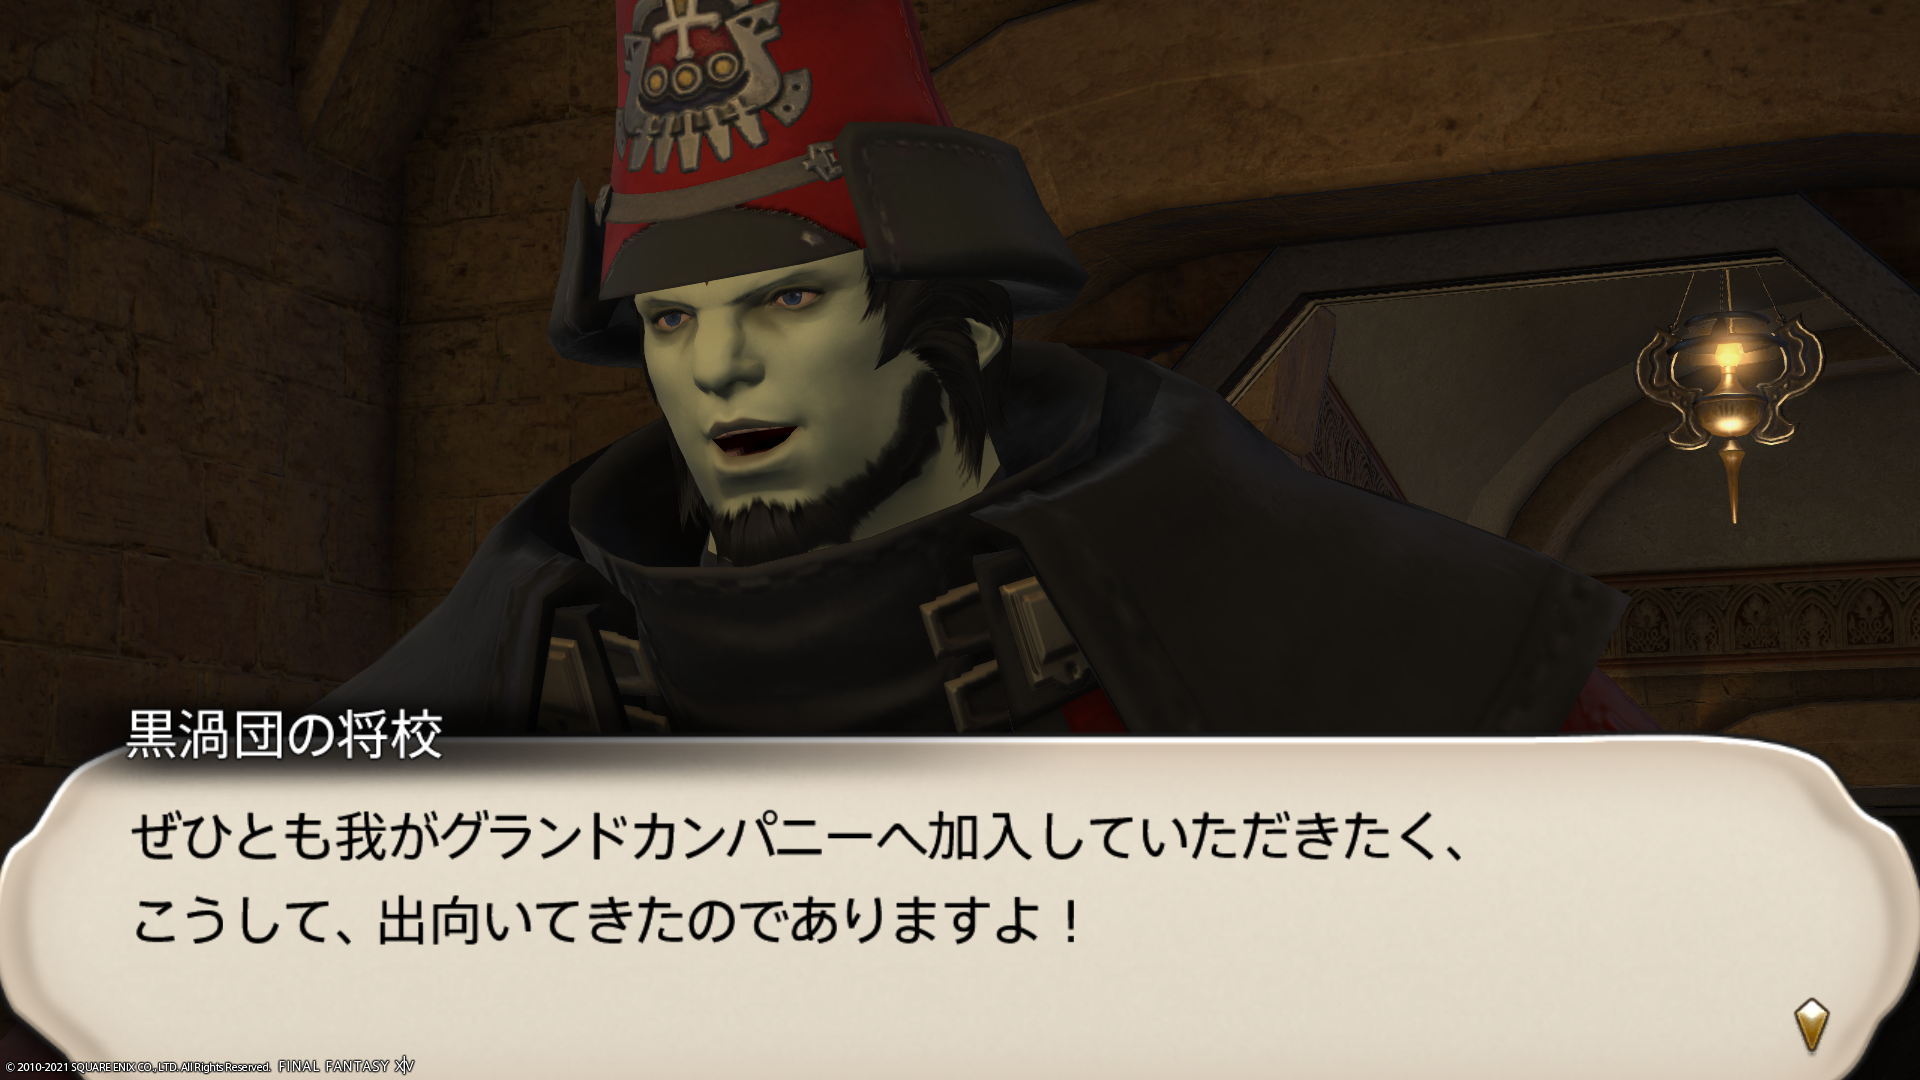 黒渦団の将校
ぜひとも我がグランドカンパニーへ加入していただきたく、
こうして、出向いてきたのでありますよ！
© 2010-2021 SQUARE ENIX CO., LTD. All Rights Reserved. FINAL FANTASY XIV